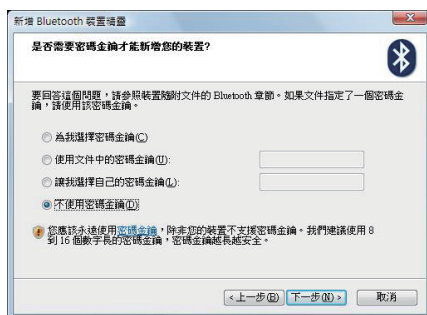 新增 Bluetooth 裝置精靈
是否需要密碼金鑰才能新增您的裝置?
要回答這個問題，請參照裝置隨附文件的 Bluetooth 章節。如果文件指定了一個密碼金
鑰，請使用該密碼金鑰。
為我選擇密碼金鑰(C)
使用文件中的密碼金鑰(U):
讓我選擇自己的密碼金鑰(L):
不使用密碼金鑰(D)
您應該永遠使用密碼金鑰，除非您的裝置不支援密碼金鑰。我們建議使用 8
到 16 個數字長的密碼金鑰，密碼金鑰越長越安全。
<上一步(B) 下一步(N)> 取消